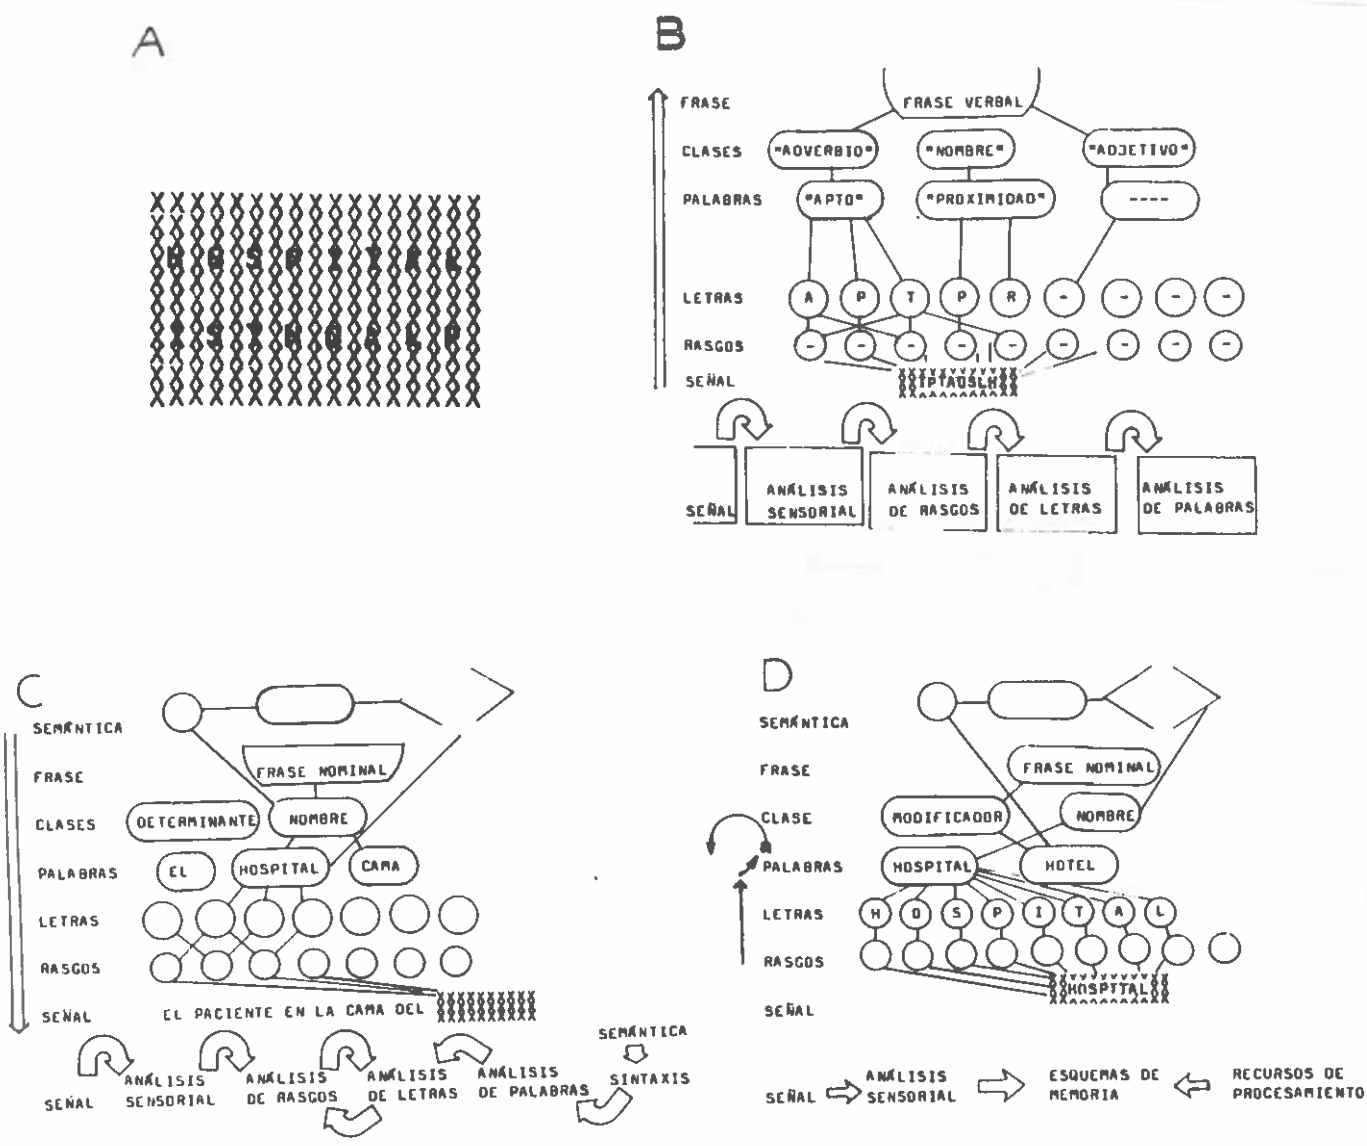 A
H O S P I T A L
I S T H O A L P
B
FRASE
FRASE VERBAL
CLASES "ADVERBIO" "NOMBRE" "ADJETIVO"
PALABRAS "APTO" "PROXIMIDAD" ----
LETRAS A P T P R - - - -
RASGOS - - - - - - - - -
SEÑAL IPTAOSLH
SEÑAL
ANÁLISIS
SENSORIAL
ANÁLISIS
DE RASGOS
ANÁLISIS
DE LETRAS
ANÁLISIS
DE PALABRAS
C
SEMÁNTICA
FRASE FRASE NOMINAL
CLASES DETERMINANTE NOMBRE
PALABRAS EL HOSPITAL CAMA
LETRAS
RASGOS
SEÑAL EL PACIENTE EN LA CAMA DEL XXXXXXXXXX
SEÑAL
ANÁLISIS
SENSORIAL
ANÁLISIS
DE RASGOS
ANÁLISIS
DE LETRAS
ANÁLISIS
DE PALABRAS
SEMÁNTICA
SINTAXIS
D
SEMÁNTICA
FRASE FRASE NOMINAL
CLASE MODIFICADOR NOMBRE
PALABRAS HOSPITAL HOTEL
LETRAS H O S P I T A L
RASGOS
HOSPITAL
SEÑAL
SEÑAL
ANÁLISIS
SENSORIAL
ESQUEMAS DE
MEMORIA
RECURSOS DE
PROCESAMIENTO